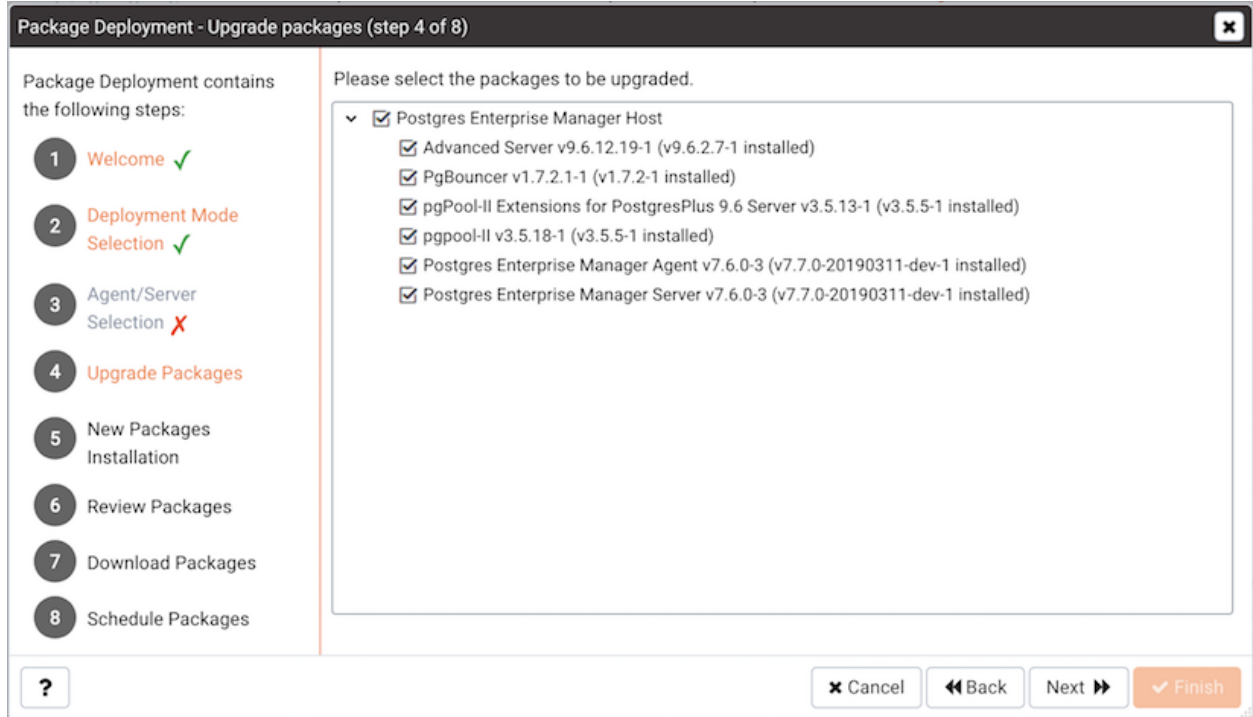 Package Deployment - Upgrade packages (step 4 of 8)
Package Deployment contains
the following steps:
1 Welcome
2 Deployment Mode
Selection
3 Agent/Server
Selection
4 Upgrade Packages
5 New Packages
Installation
6 Review Packages
7 Download Packages
8 Schedule Packages
Please select the packages to be upgraded.
Postgres Enterprise Manager Host
Advanced Server v9.6.12.19-1 (v9.6.2.7-1 installed)
PgBouncer v1.7.2.1-1 (v1.7.2-1 installed)
pgPool-II Extensions for PostgresPlus 9.6 Server v3.5.13-1 (v3.5.5-1 installed)
pgpool-II v3.5.18-1 (v3.5.5-1 installed)
Postgres Enterprise Manager Agent v7.6.0-3 (v7.7.0-20190311-dev-1 installed)
Postgres Enterprise Manager Server v7.6.0-3 (v7.7.0-20190311-dev-1 installed)
? Cancel Back Next Finish